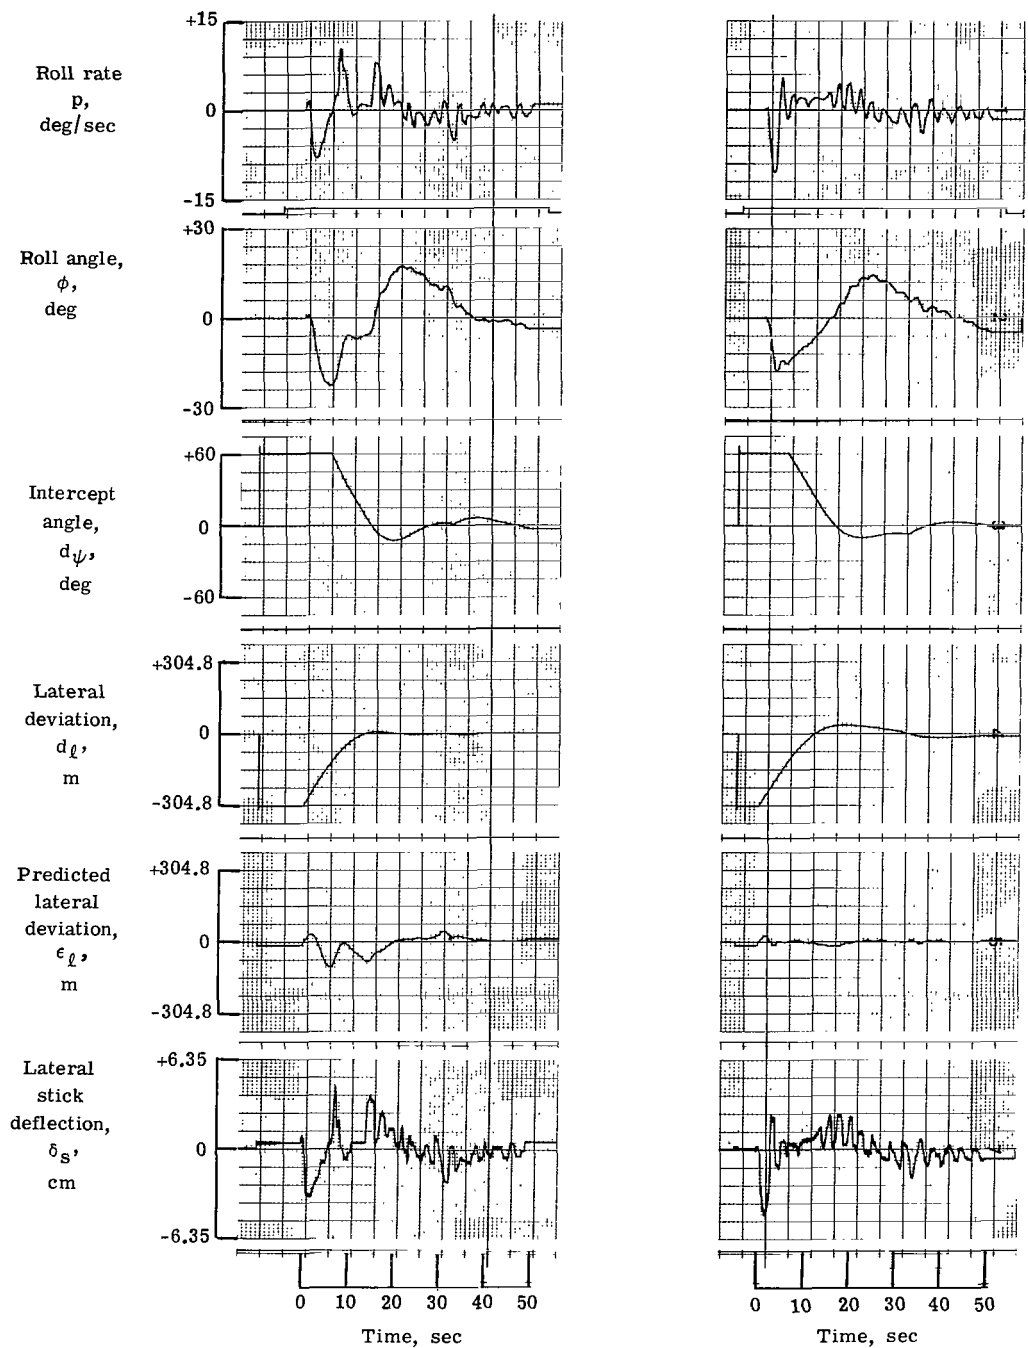 +15
Roll rate
p,
deg/sec
0
-15
+30
Roll angle,
ϕ,
deg
0
-30
+60
Intercept
angle,
dψ,
deg
0
-60
+304.8
Lateral
deviation,
dℓ,
m
0
-304.8
+304.8
Predicted
lateral
deviation,
ϵℓ,
m
0
-304.8
+6.35
Lateral
stick
deflection,
δs,
cm
0
-6.35
0 10 20 30 40 50
Time, sec
0 10 20 30 40 50
Time, sec